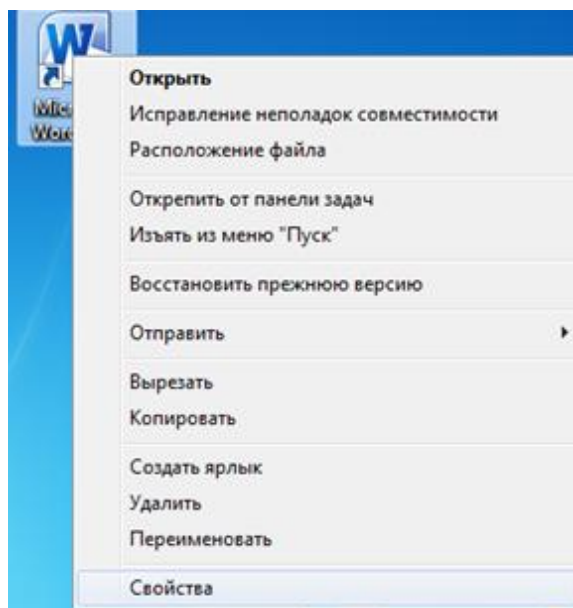 W
Открыть
Исправление неполадок совместимости
Расположение файла
Открепить от панели задач
Изъять из меню "Пуск"
Восстановить прежнюю версию
Отправить
Вырезать
Копировать
Создать ярлык
Удалить
Переименовать
Свойства